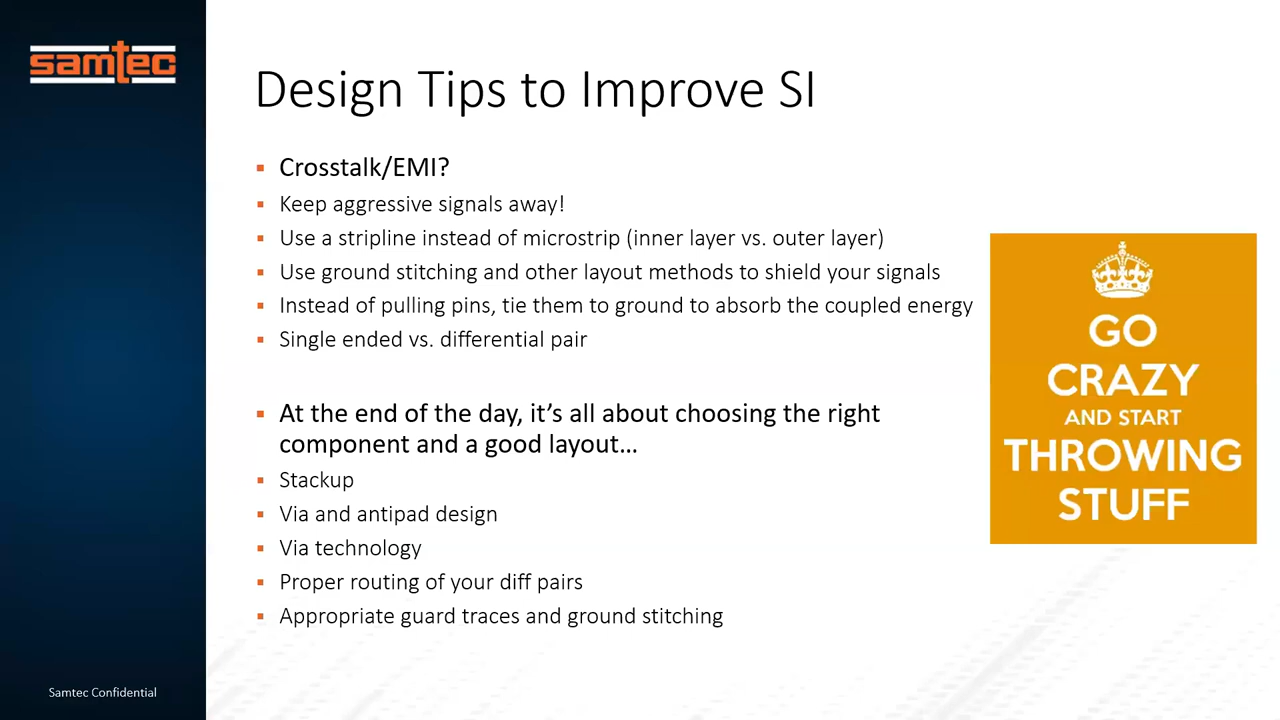 samtec
Design Tips to Improve SI
Crosstalk/EMI?
Keep aggressive signals away!
Use a stripline instead of microstrip (inner layer vs. outer layer)
Use ground stitching and other layout methods to shield your signals
Instead of pulling pins, tie them to ground to absorb the coupled energy
Single ended vs. differential pair
At the end of the day, it’s all about choosing the right
component and a good layout…
Stackup
Via and antipad design
Via technology
Proper routing of your diff pairs
Appropriate guard traces and ground stitching
GO
CRAZY
AND START
THROWING
STUFF
Samtec Confidential